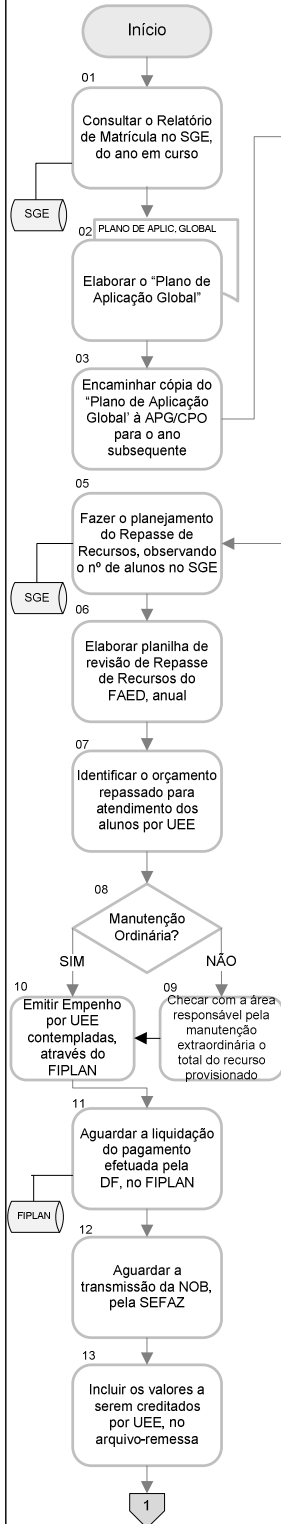 Início
01
Consultar o Relatório
de Matrícula no SGE,
do ano em curso
SGE
PLANO DE APLIC, GLOBAL
02
Elaborar o “Plano de
Aplicação Global”
03
Encaminhar cópia do
“Plano de Aplicação
Global’ à APG/CPO
para o ano
subsequente
05
Fazer o planejamento
do Repasse de
Recursos, observando
o nº de alunos no SGE
SGE
06
Elaborar planilha de
revisão de Repasse
de Recursos do
FAED, anual
07
Identificar o orçamento
repassado para
atendimento dos
alunos por UEE
08
Manutenção
Ordinária?
SIM
NÃO
10
Emitir Empenho
por UEE
contempladas,
através do
FIPLAN
09
Checar com a área
responsável pela
manutenção
extraordinária o
total do recurso
provisionado
11
Aguardar a liquidação
do pagamento
efetuada pela
DF, no FIPLAN
FIPLAN
12
Aguardar a
transmissão da NOB,
pela SEFAZ
13
Incluir os valores a
serem creditados
por UEE, no
arquivo-remessa
1